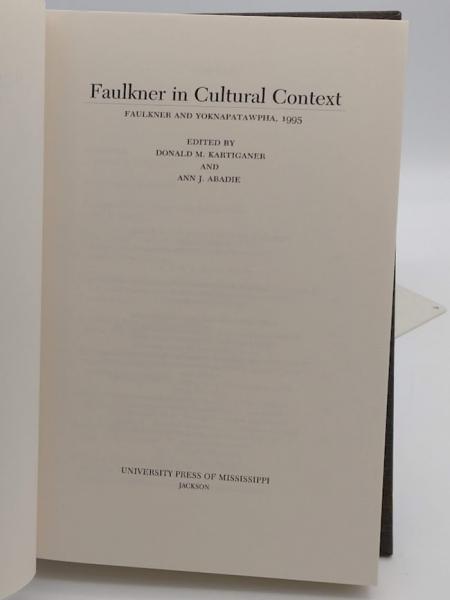 Faulkner in Cultural Context
FAULKNER AND YOKNAPATAWPHA, 1995
EDITED BY
DONALD M. KARTIGANER
AND
ANN J. ABADIE
UNIVERSITY PRESS OF MISSISSIPPI
JACKSON